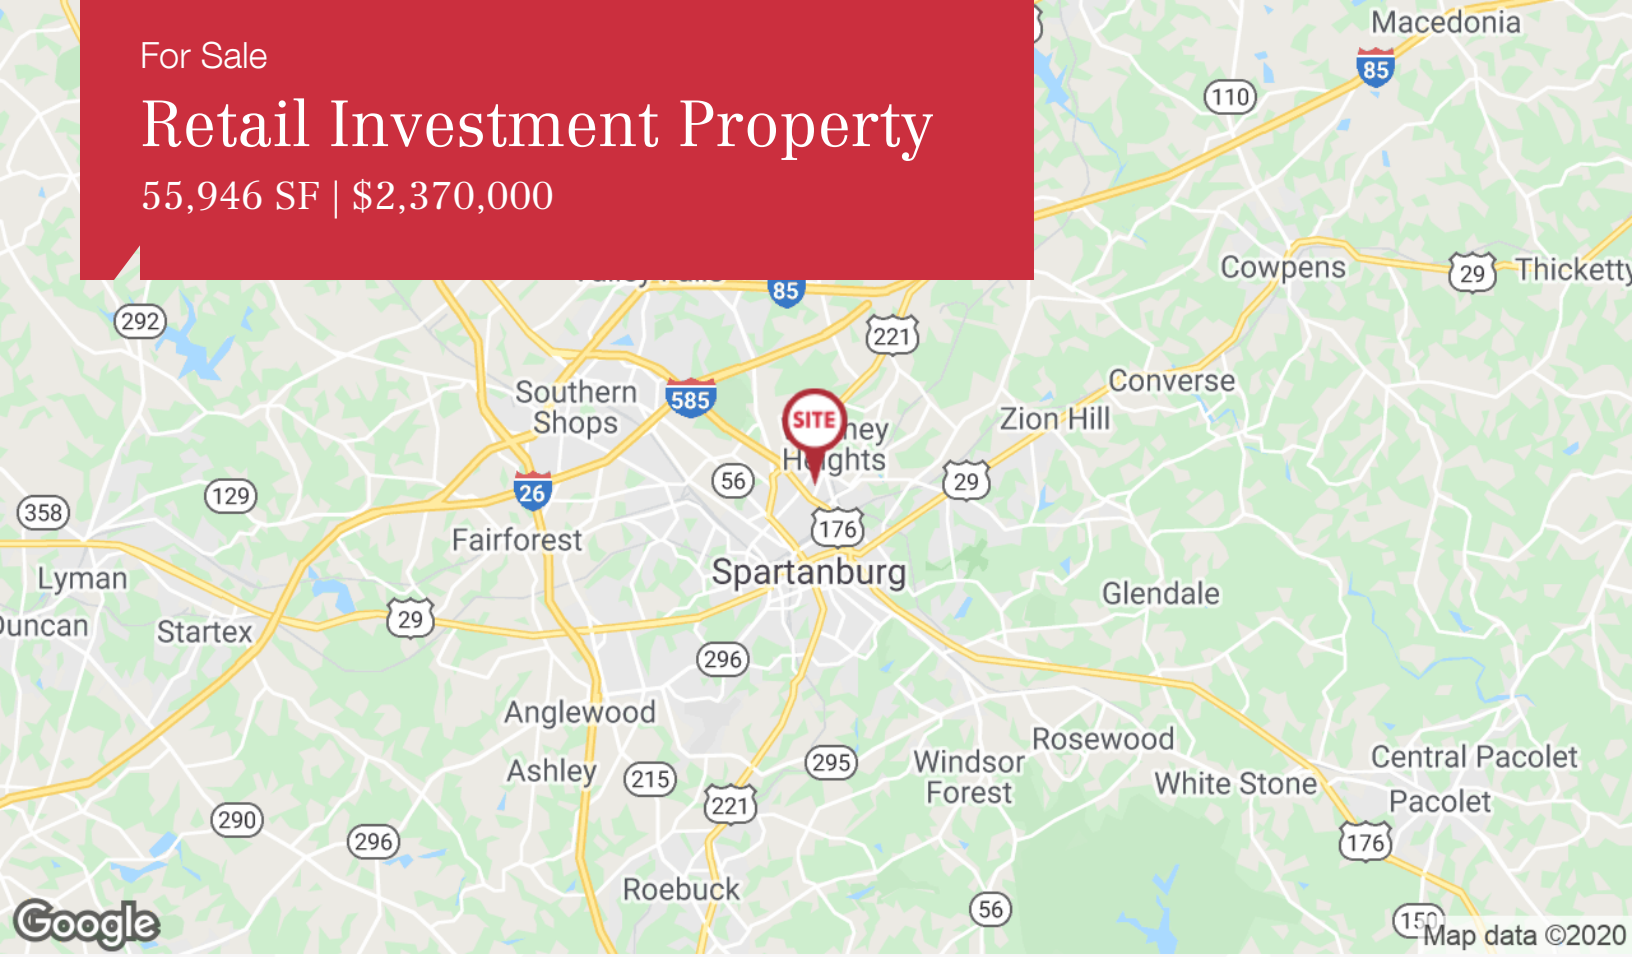 For Sale
Retail Investment Property
55,946 SF | $2,370,000
Macedonia
85
110
Cowpens
29
Thicketty
292
85
221
Southern
Shops
585
SITE
Converse
Zion Hill
Heights
56
29
26
129
358
Fairforest
176
Spartanburg
Lyman
Glendale
29
Duncan
Startex
296
Anglewood
Rosewood
Ashley
215
295
Windsor
Forest
Central Pacolet
White Stone
Pacolet
221
290
296
176
Roebuck
56
150
Google
Map data ©2020